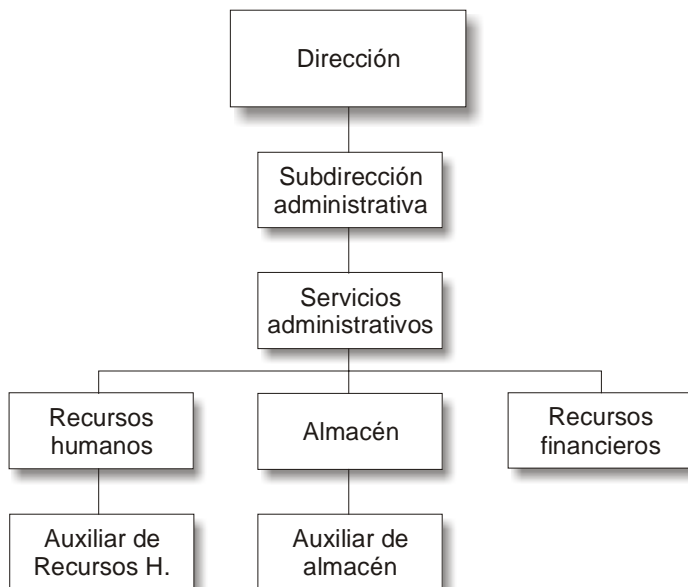 Dirección
Subdirección
administrativa
Servicios
administrativos
Recursos
humanos
Almacén
Recursos
financieros
Auxiliar de
Recursos H.
Auxiliar de
almacén